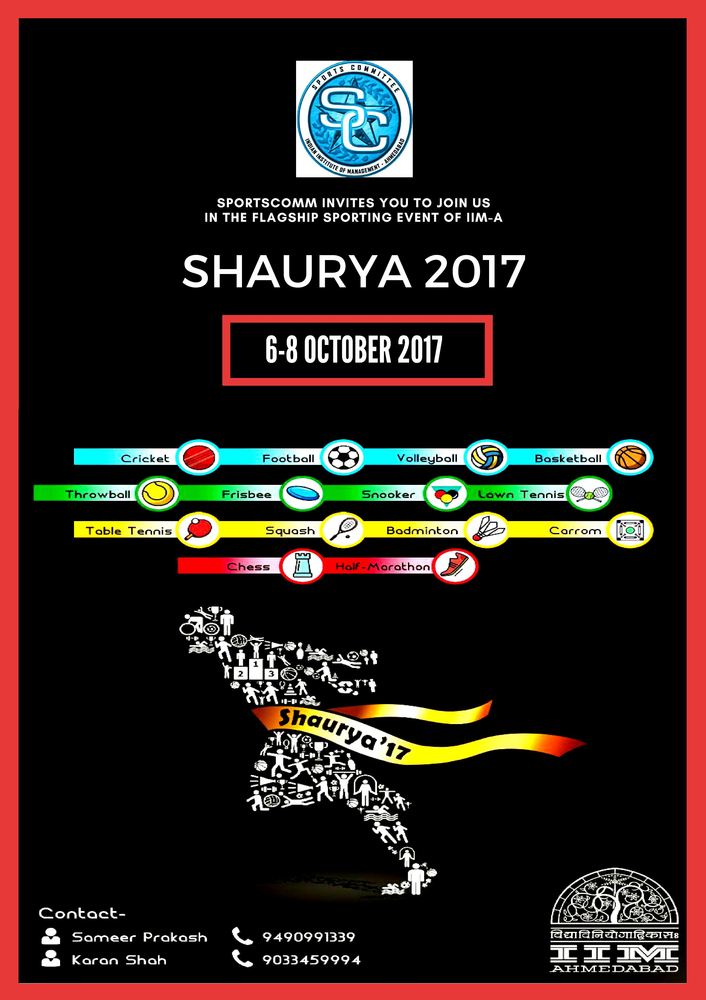 SPORTS COMMITTEE
SC
INDIAN INSTITUTE OF MANAGEMENT - AHMEDABAD
SPORTSCOMM INVITES YOU TO JOIN US
IN THE FLAGSHIP SPORTING EVENT OF IIM-A
SHAURYA 2017
6-8 OCTOBER 2017
Cricket Football Volleyball Basketball
Throwball Frisbee Snooker Lawn Tennis
Table Tennis Squash Badminton Carrom
Chess Half-Marathon
1
2 3
Shaurya'17
Contact-
Sameer Prakash 9490991339
Karan Shah 9033459994
विद्याविनियोगाद्विकासः
IIM
AHMEDABAD